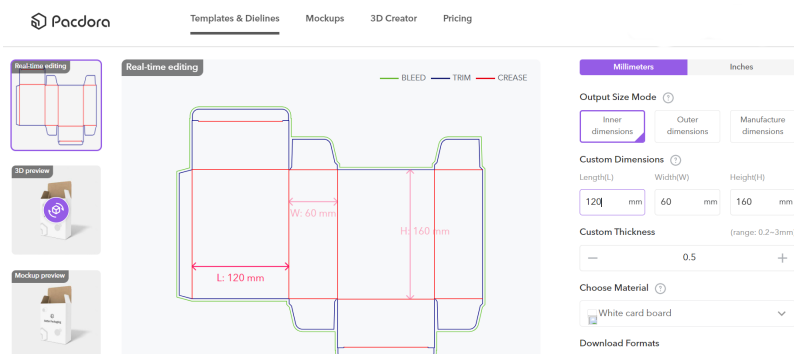 Pacdora
Templates & Dielines Mockups 3D Creator Pricing
Real-time editing
3D preview
Mockup preview
Real-time editing
BLEED TRIM CREASE
W: 60 mm
H: 160 mm
L: 120 mm
Millimeters Inches
Output Size Mode ?
Inner dimensions
Outer dimensions
Manufacture dimensions
Custom Dimensions ?
Length(L) Width(W) Height(H)
120 mm 60 mm 160 mm
Custom Thickness (range: 0.2~3mm
— 0.5 +
Choose Material ?
White card board
Download Formats